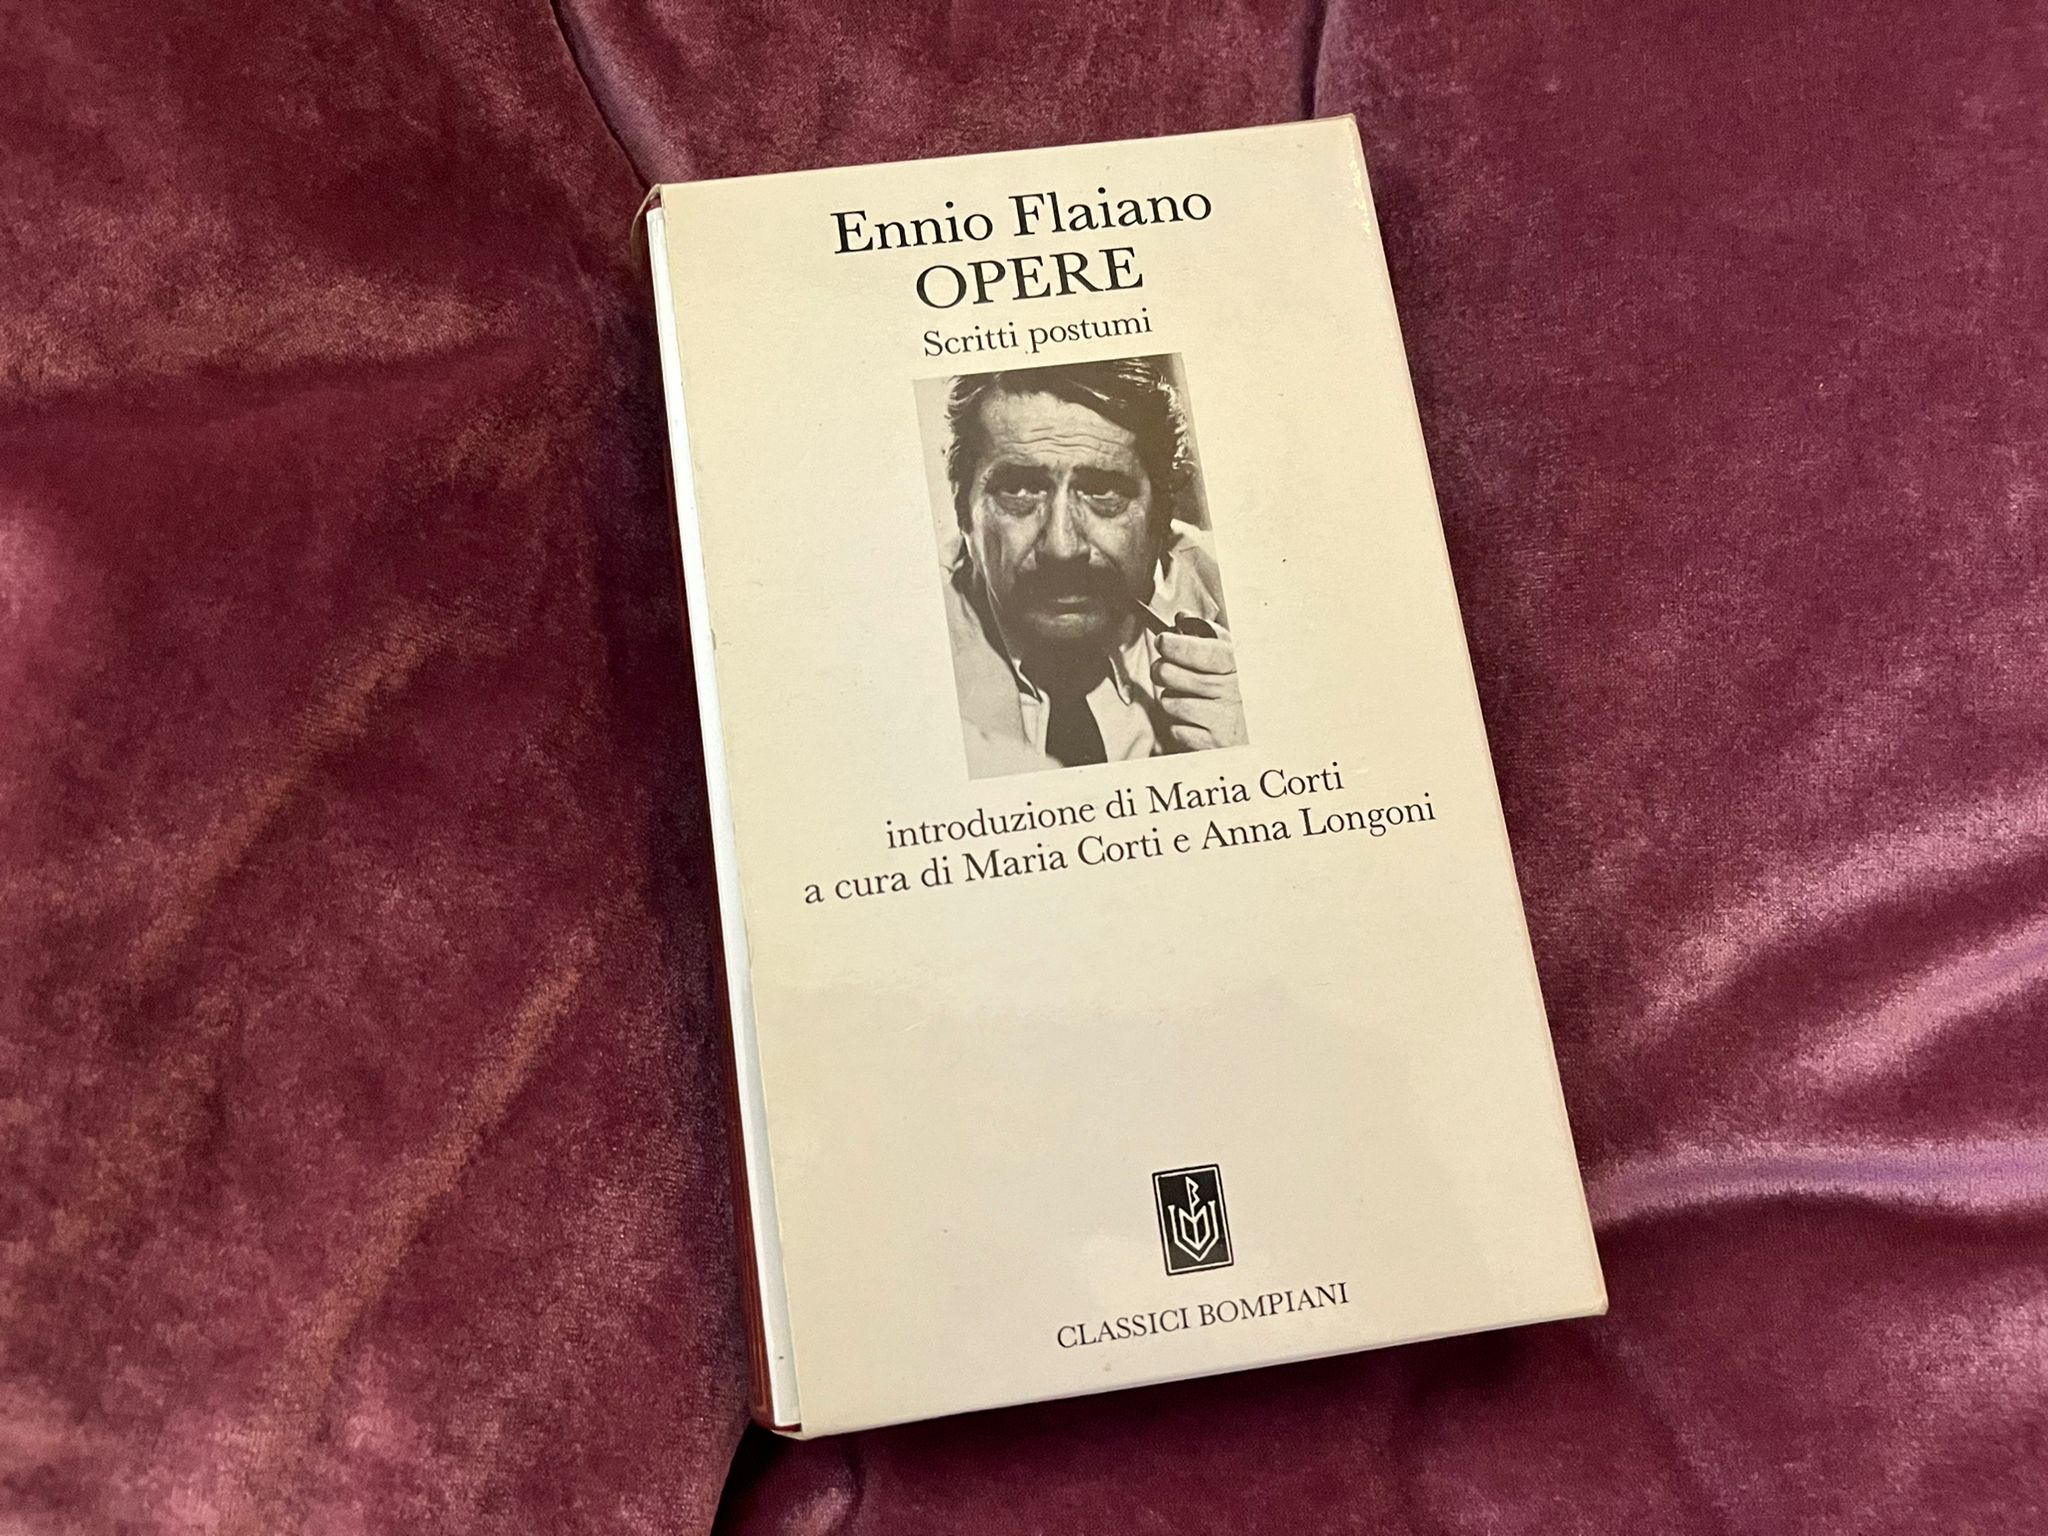 Ennio Flaiano
OPERE
Scritti postumi
introduzione di Maria Corti
a cura di Maria Corti e Anna Longoni
CLASSICI BOMPIANI